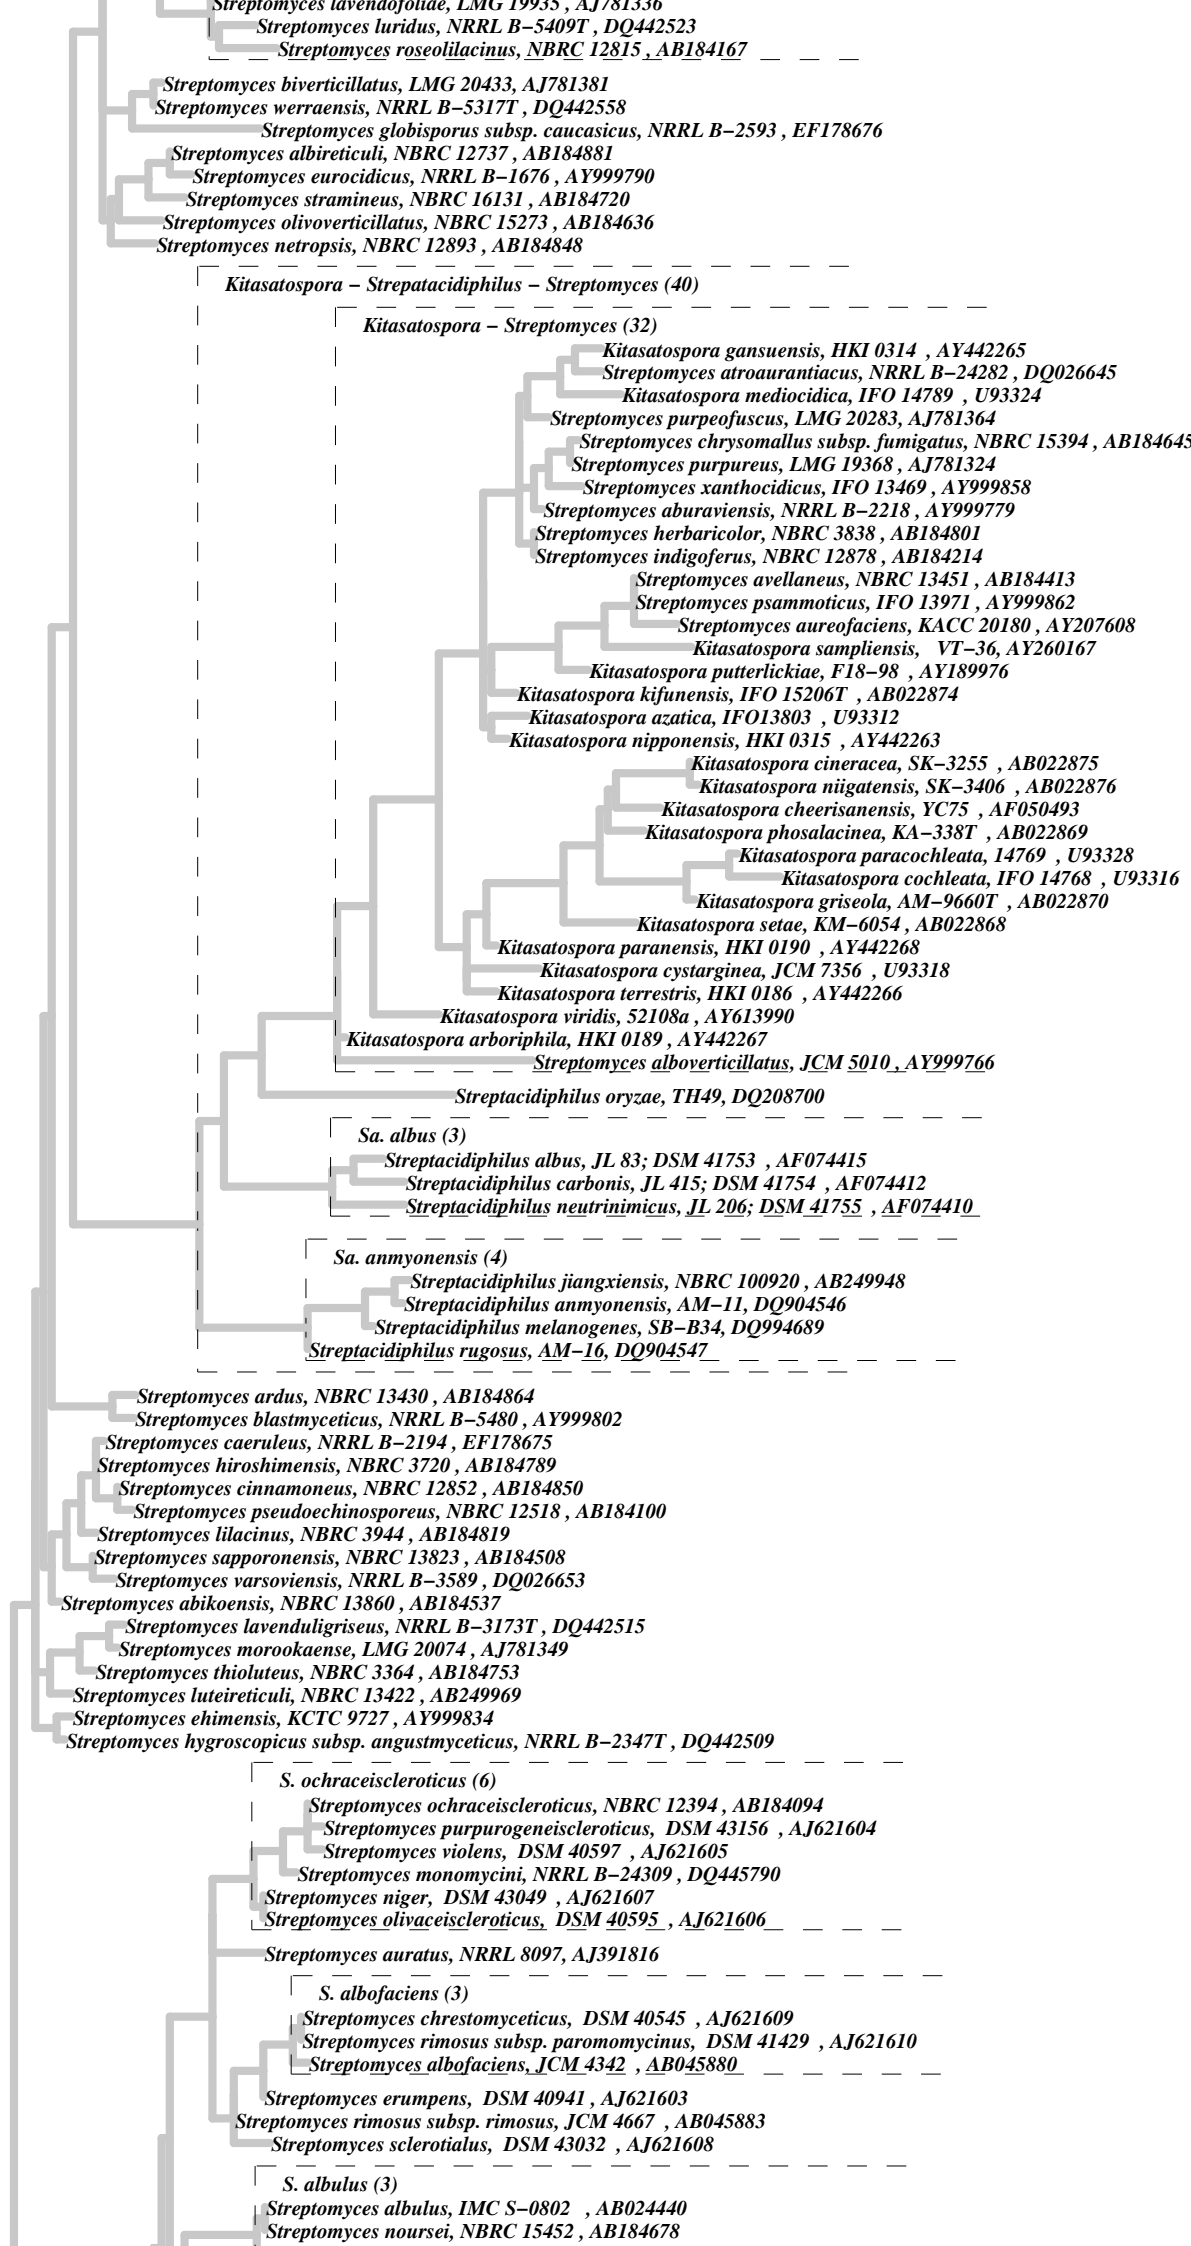 Streptomyces lavendofoliae, LMG 19935 , AJ781336
Streptomyces luridus, NRRL B−5409T , DQ442523
Streptomyces roseolilacinus, NBRC 12815 , AB184167
Streptomyces biverticillatus, LMG 20433, AJ781381
Streptomyces werraensis, NRRL B−5317T , DQ442558
Streptomyces globisporus subsp. caucasicus, NRRL B−2593 , EF178676
Streptomyces albireticuli, NBRC 12737 , AB184881
Streptomyces eurocidicus, NRRL B−1676 , AY999790
Streptomyces stramineus, NBRC 16131 , AB184720
Streptomyces olivoverticillatus, NBRC 15273 , AB184636
Streptomyces netropsis, NBRC 12893 , AB184848
Kitasatospora − Strepatacidiphilus − Streptomyces (40)
Kitasatospora − Streptomyces (32)
Kitasatospora gansuensis, HKI 0314 , AY442265
Streptomyces atroaurantiacus, NRRL B−24282 , DQ026645
Kitasatospora mediocidica, IFO 14789 , U93324
Streptomyces purpeofuscus, LMG 20283, AJ781364
Streptomyces chrysomallus subsp. fumigatus, NBRC 15394 , AB184645
Streptomyces purpureus, LMG 19368 , AJ781324
Streptomyces xanthocidicus, IFO 13469 , AY999858
Streptomyces aburaviensis, NRRL B−2218 , AY999779
Streptomyces herbaricolor, NBRC 3838 , AB184801
Streptomyces indigoferus, NBRC 12878 , AB184214
Streptomyces avellaneus, NBRC 13451 , AB184413
Streptomyces psammoticus, IFO 13971 , AY999862
Streptomyces aureofaciens, KACC 20180 , AY207608
Kitasatospora sampliensis, VT−36, AY260167
Kitasatospora putterlickiae, F18−98 , AY189976
Kitasatospora kifunensis, IFO 15206T , AB022874
Kitasatospora azatica, IFO13803 , U93312
Kitasatospora nipponensis, HKI 0315 , AY442263
Kitasatospora cineracea, SK−3255 , AB022875
Kitasatospora niigatensis, SK−3406 , AB022876
Kitasatospora cheerisanensis, YC75 , AF050493
Kitasatospora phosalacinea, KA−338T , AB022869
Kitasatospora paracochleata, 14769 , U93328
Kitasatospora cochleata, IFO 14768 , U93316
Kitasatospora griseola, AM−9660T , AB022870
Kitasatospora setae, KM−6054 , AB022868
Kitasatospora paranensis, HKI 0190 , AY442268
Kitasatospora cystarginea, JCM 7356 , U93318
Kitasatospora terrestris, HKI 0186 , AY442266
Kitasatospora viridis, 52108a , AY613990
Kitasatospora arboriphila, HKI 0189 , AY442267
Streptomyces alboverticillatus, JCM 5010 , AY999766
Streptacidiphilus oryzae, TH49, DQ208700
Sa. albus (3)
Streptacidiphilus albus, JL 83; DSM 41753 , AF074415
Streptacidiphilus carbonis, JL 415; DSM 41754 , AF074412
Streptacidiphilus neutrinimicus, JL 206; DSM 41755 , AF074410
Sa. anmyonensis (4)
Streptacidiphilus jiangxiensis, NBRC 100920 , AB249948
Streptacidiphilus anmyonensis, AM−11, DQ904546
Streptacidiphilus melanogenes, SB−B34, DQ994689
Streptacidiphilus rugosus, AM−16, DQ904547
Streptomyces ardus, NBRC 13430 , AB184864
Streptomyces blastmyceticus, NRRL B−5480 , AY999802
Streptomyces caeruleus, NRRL B−2194 , EF178675
Streptomyces hiroshimensis, NBRC 3720 , AB184789
Streptomyces cinnamoneus, NBRC 12852 , AB184850
Streptomyces pseudoechinosporeus, NBRC 12518 , AB184100
Streptomyces lilacinus, NBRC 3944 , AB184819
Streptomyces sapporonensis, NBRC 13823 , AB184508
Streptomyces varsoviensis, NRRL B−3589 , DQ026653
Streptomyces abikoensis, NBRC 13860 , AB184537
Streptomyces lavenduligriseus, NRRL B−3173T , DQ442515
Streptomyces morookaense, LMG 20074 , AJ781349
Streptomyces thioluteus, NBRC 3364 , AB184753
Streptomyces luteireticuli, NBRC 13422 , AB249969
Streptomyces ehimensis, KCTC 9727 , AY999834
Streptomyces hygroscopicus subsp. angustmyceticus, NRRL B−2347T , DQ442509
S. ochraceiscleroticus (6)
Streptomyces ochraceiscleroticus, NBRC 12394 , AB184094
Streptomyces purpurogeneiscleroticus, DSM 43156 , AJ621604
Streptomyces violens, DSM 40597 , AJ621605
Streptomyces monomycini, NRRL B−24309 , DQ445790
Streptomyces niger, DSM 43049 , AJ621607
Streptomyces olivaceiscleroticus, DSM 40595 , AJ621606
Streptomyces auratus, NRRL 8097, AJ391816
S. albofaciens (3)
Streptomyces chrestomyceticus, DSM 40545 , AJ621609
Streptomyces rimosus subsp. paromomycinus, DSM 41429 , AJ621610
Streptomyces albofaciens, JCM 4342 , AB045880
Streptomyces erumpens, DSM 40941 , AJ621603
Streptomyces rimosus subsp. rimosus, JCM 4667 , AB045883
Streptomyces sclerotialus, DSM 43032 , AJ621608
S. albulus (3)
Streptomyces albulus, IMC S−0802 , AB024440
Streptomyces noursei, NBRC 15452 , AB184678